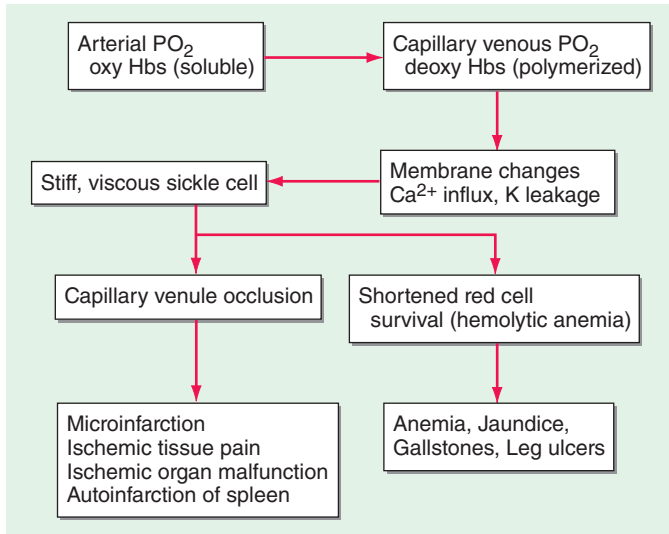 Arterial PO2
oxy Hbs (soluble)
Capillary venous PO2
deoxy Hbs (polymerized)
Membrane changes
Ca2+ influx, K leakage
Stiff, viscous sickle cell
Capillary venule occlusion
Shortened red cell
survival (hemolytic anemia)
Microinfarction
Ischemic tissue pain
Ischemic organ malfunction
Autoinfarction of spleen
Anemia, Jaundice,
Gallstones, Leg ulcers